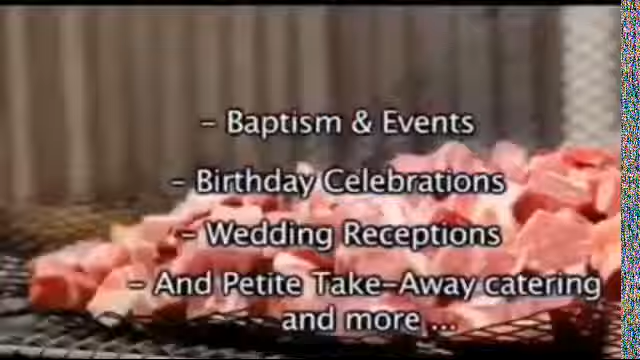 - Baptism & Events
- Birthday Celebrations
- Wedding Receptions
- And Petite Take-Away catering
and more ...